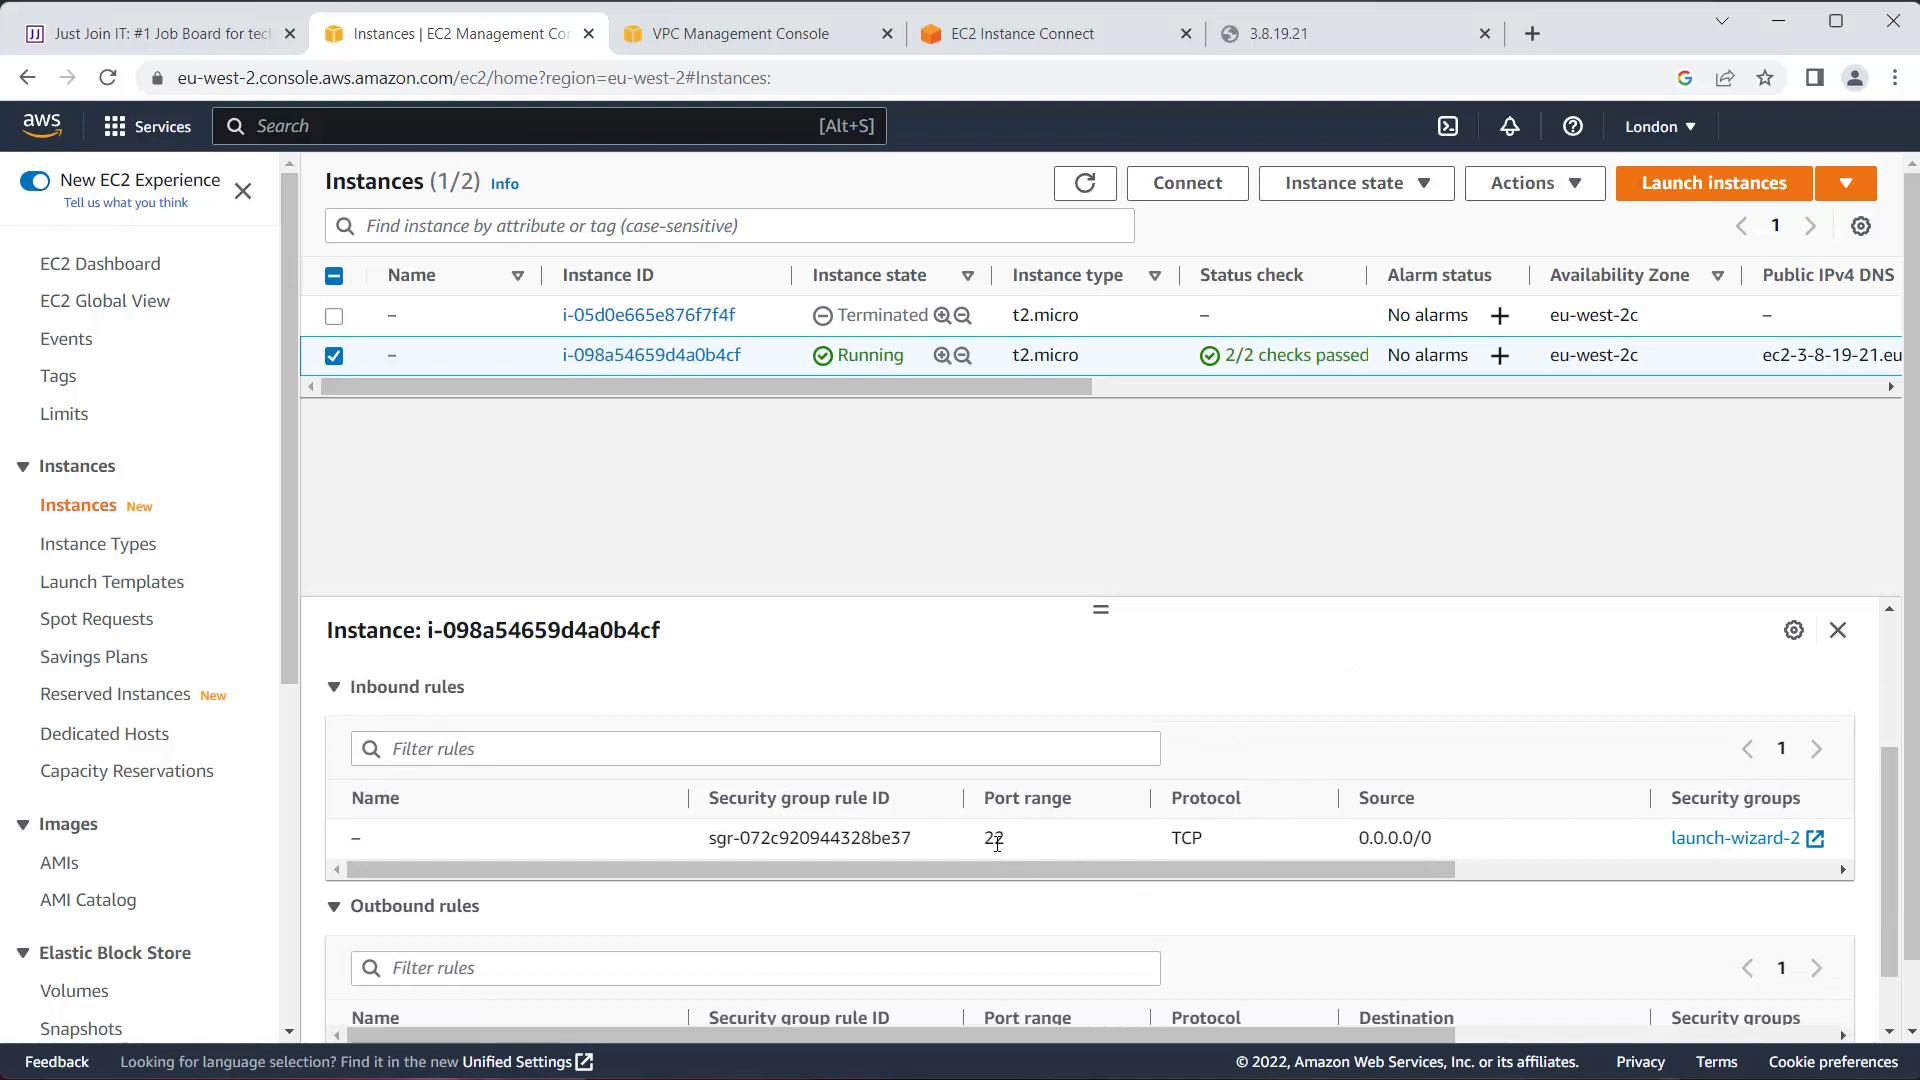 Just Join IT: #1 Job Board for tec
Instances | EC2 Management Cor
VPC Management Console
EC2 Instance Connect
3.8.19.21
eu-west-2.console.aws.amazon.com/ec2/home?region=eu-west-2#Instances:
aws
Services
Search
[Alt+S]
London
New EC2 Experience
Tell us what you think
EC2 Dashboard
EC2 Global View
Events
Tags
Limits
Instances
Instances New
Instance Types
Launch Templates
Spot Requests
Savings Plans
Reserved Instances New
Dedicated Hosts
Capacity Reservations
Images
AMIs
AMI Catalog
Elastic Block Store
Volumes
Snapshots
Instances (1/2) Info
Connect
Instance state
Actions
Launch instances
Find instance by attribute or tag (case-sensitive)
1
Name Instance ID Instance state Instance type Status check Alarm status Availability Zone Public IPv4 DNS
– i-05d0e665e876f7f4f Terminated t2.micro – No alarms eu-west-2c –
– i-098a54659d4a0b4cf Running t2.micro 2/2 checks passed No alarms eu-west-2c ec2-3-8-19-21.eu
Instance: i-098a54659d4a0b4cf
Inbound rules
Filter rules
1
Name Security group rule ID Port range Protocol Source Security groups
– sgr-072c920944328be37 22 TCP 0.0.0.0/0 launch-wizard-2
Outbound rules
Filter rules
1
Name Security group rule ID Port range Protocol Destination Security groups
Feedback
Looking for language selection? Find it in the new Unified Settings
© 2022, Amazon Web Services, Inc. or its affiliates.
Privacy
Terms
Cookie preferences